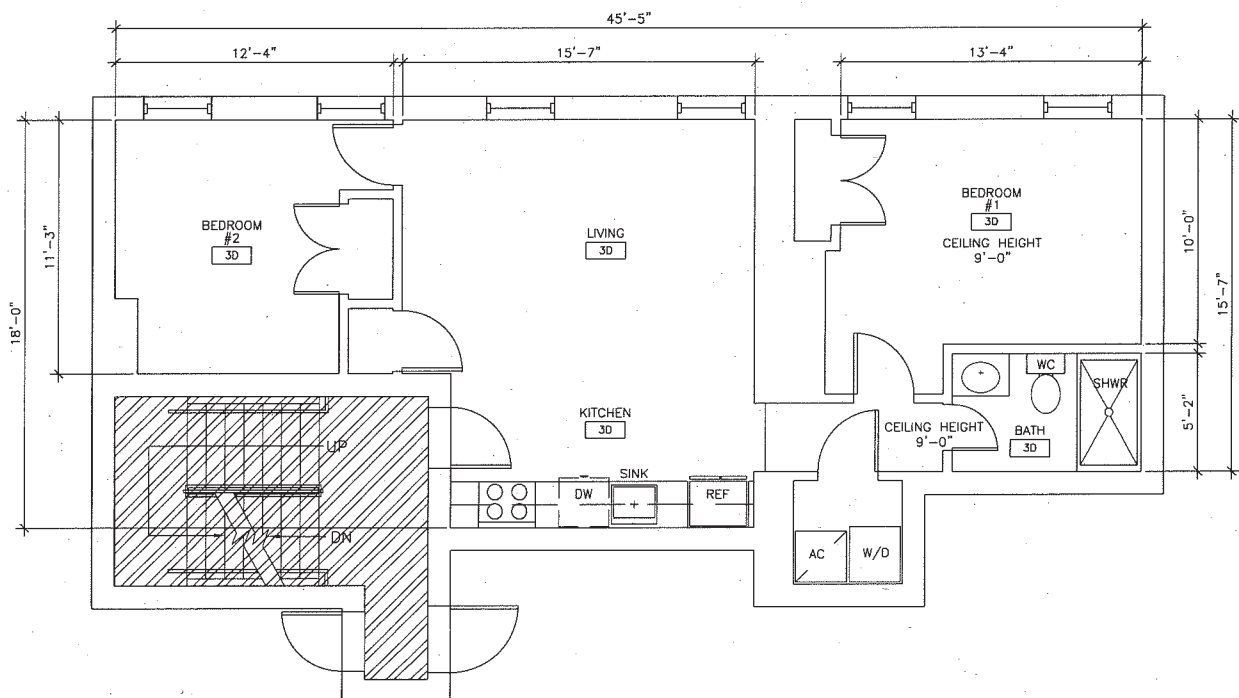 45'-5"
12'-4"
15'-7"
13'-4"
11'-3"
18'-0"
10'-0"
15'-7"
5'-2"
BEDROOM
#2
3D
LIVING
3D
BEDROOM
#1
3D
CEILING HEIGHT
9'-0"
KITCHEN
3D
CEILING HEIGHT
9'-0"
WC
SHWR
BATH
3D
UP
DN
SINK
DW
REF
AC
W/D